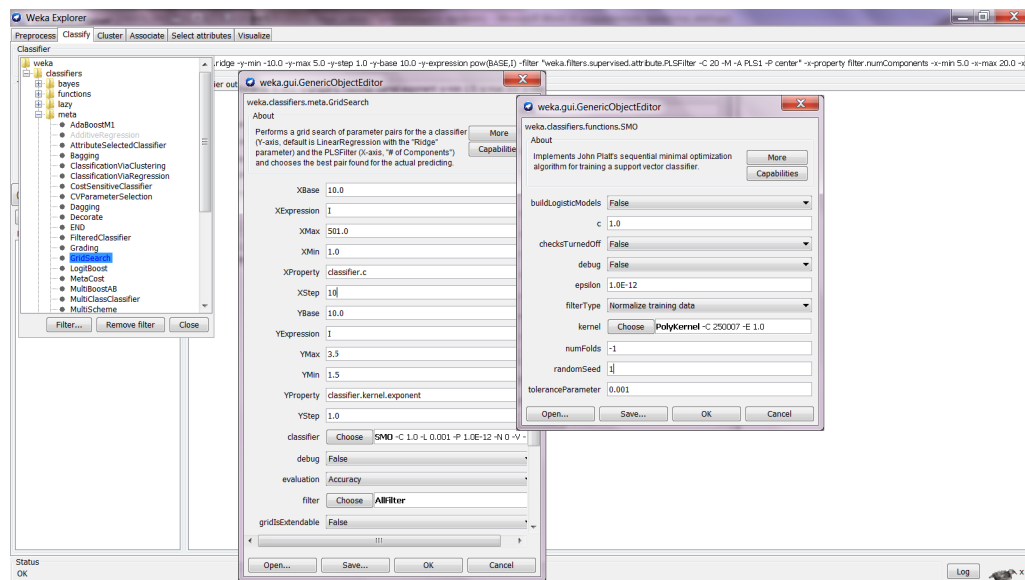 Weka Explorer
Preprocess Classify Cluster Associate Select attributes Visualize
Classifier
weka
classifiers
bayes
functions
lazy
meta
AdaBoostM1
AdditiveRegression
AttributeSelectedClassifier
Bagging
ClassificationViaClustering
ClassificationViaRegression
CostSensitiveClassifier
CVParameterSelection
Dagging
Decorate
END
FilteredClassifier
Grading
GridSearch
LogitBoost
MetaCost
MultiBoostAB
MultiClassClassifier
MultiScheme
Filter... Remove filter Close
.ridge -y-min -10.0 -y-max 5.0 -y-step 1.0 -y-base 10.0 -y-expression pow(BASE,I) -filter "weka.filters.supervised.attribute.PLSFilter -C 20 -M -A PLS1 -P center" -x-property filter.numComponents -x-min 5.0 -x-max 20.0 -x
ier out
weka.gui.GenericObjectEditor
weka.classifiers.meta.GridSearch
About
Performs a grid search of parameter pairs for the a classifier
(Y-axis, default is LinearRegression with the "Ridge"
parameter) and the PLSFilter (X-axis, "# of Components")
and chooses the best pair found for the actual predicting.
More
Capabilitie
XBase 10.0
XExpression I
XMax 501.0
XMin 1.0
XProperty classifier.c
XStep 10
YBase 10.0
YExpression I
YMax 3.5
YMin 1.5
YProperty classifier.kernel.exponent
YStep 1.0
classifier Choose SMO -C 1.0 -L 0.001 -P 1.0E-12 -N 0 -V -
debug False
evaluation Accuracy
filter Choose AllFilter
gridIsExtendable False
Open... Save... OK Cancel
weka.gui.GenericObjectEditor
weka.classifiers.functions.SMO
About
Implements John Platt's sequential minimal optimization
algorithm for training a support vector classifier.
More
Capabilities
buildLogisticModels False
c 1.0
checksTurnedOff False
debug False
epsilon 1.0E-12
filterType Normalize training data
kernel Choose PolyKernel -C 250007 -E 1.0
numFolds -1
randomSeed 1
toleranceParameter 0.001
Open... Save... OK Cancel
Status
OK
Log
x